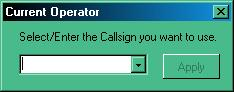 Current Operator
Select/Enter the Callsign you want to use.
Apply